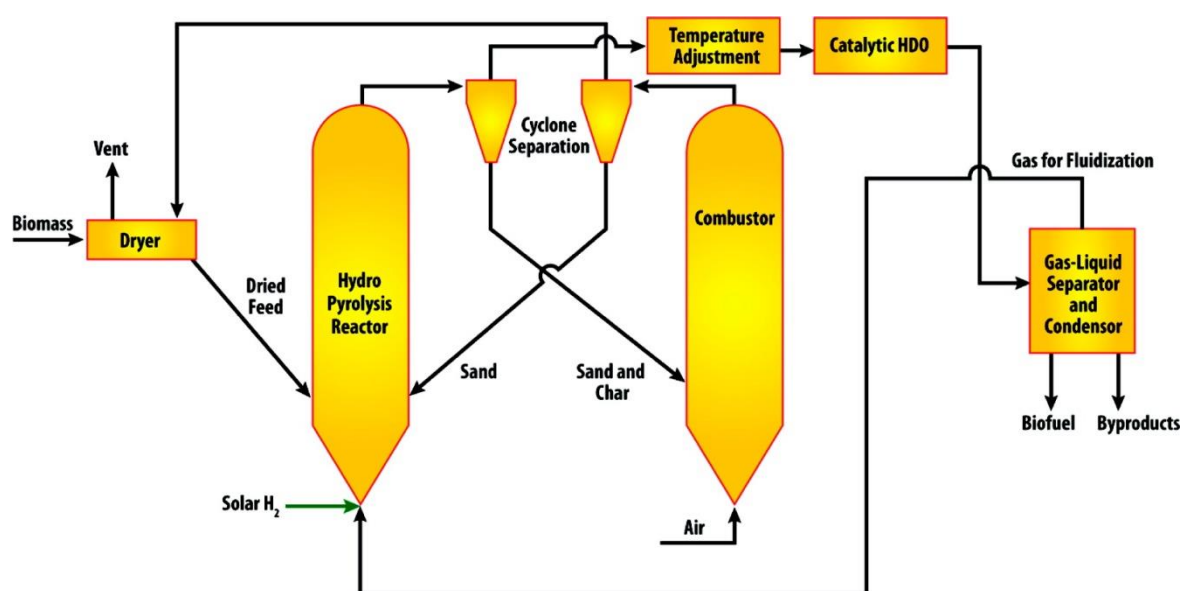 Temperature
Adjustment
Catalytic HDO
Cyclone
Separation
Vent
Gas for Fluidization
Biomass
Dryer
Combustor
Dried
Feed
Hydro
Pyrolysis
Reactor
Gas-Liquid
Separator
and
Condensor
Sand
Sand and
Char
Biofuel
Byproducts
Solar H₂
Air